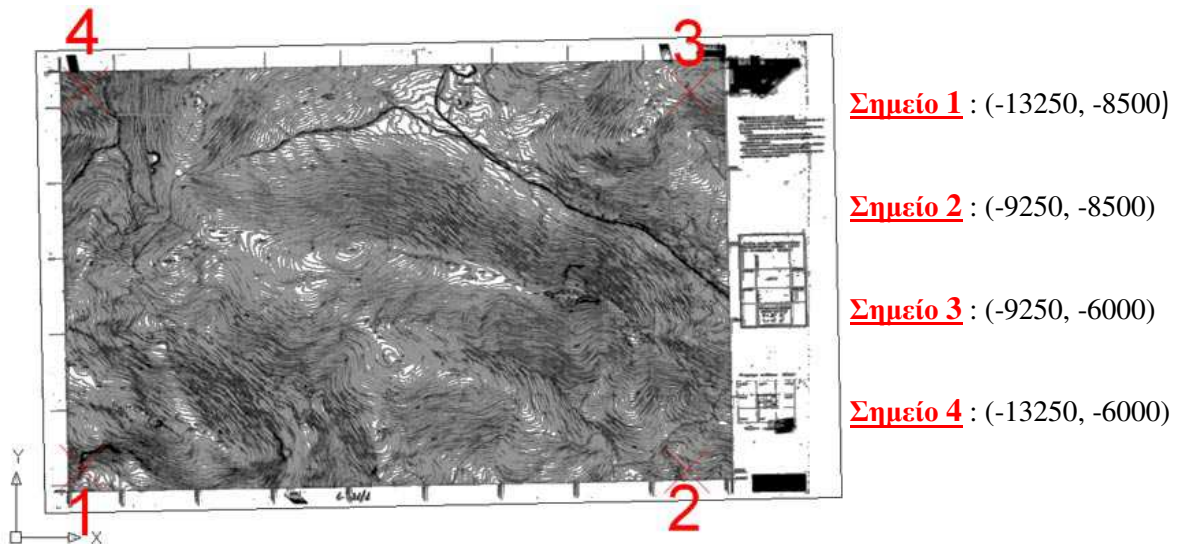 4
3
Σημείο 1 : (-13250, -8500)
Σημείο 2 : (-9250, -8500)
Σημείο 3 : (-9250, -6000)
Σημείο 4 : (-13250, -6000)
Y
1
X
2